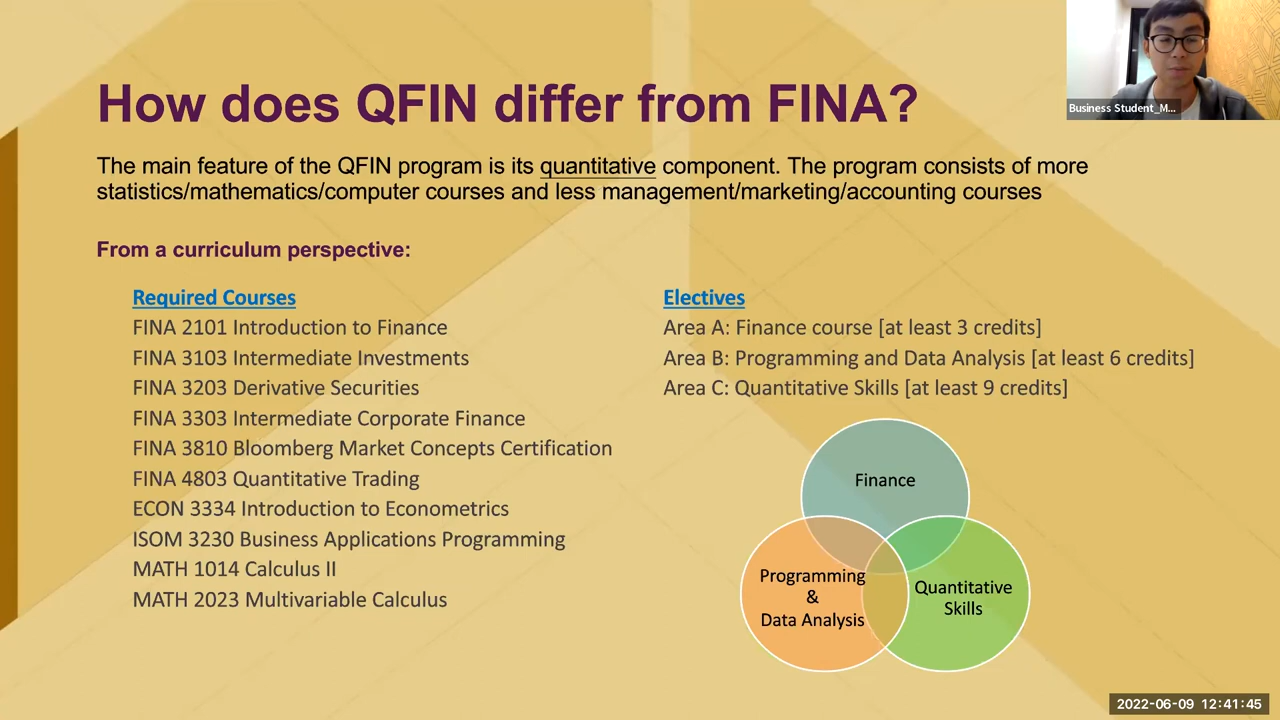 How does QFIN differ from FINA?
Business Student_M...
The main feature of the QFIN program is its quantitative component. The program consists of more
statistics/mathematics/computer courses and less management/marketing/accounting courses
From a curriculum perspective:
Required Courses
FINA 2101 Introduction to Finance
FINA 3103 Intermediate Investments
FINA 3203 Derivative Securities
FINA 3303 Intermediate Corporate Finance
FINA 3810 Bloomberg Market Concepts Certification
FINA 4803 Quantitative Trading
ECON 3334 Introduction to Econometrics
ISOM 3230 Business Applications Programming
MATH 1014 Calculus II
MATH 2023 Multivariable Calculus
Electives
Area A: Finance course [at least 3 credits]
Area B: Programming and Data Analysis [at least 6 credits]
Area C: Quantitative Skills [at least 9 credits]
Finance
Programming
&
Data Analysis
Quantitative
Skills
2022-06-09 12:41:45